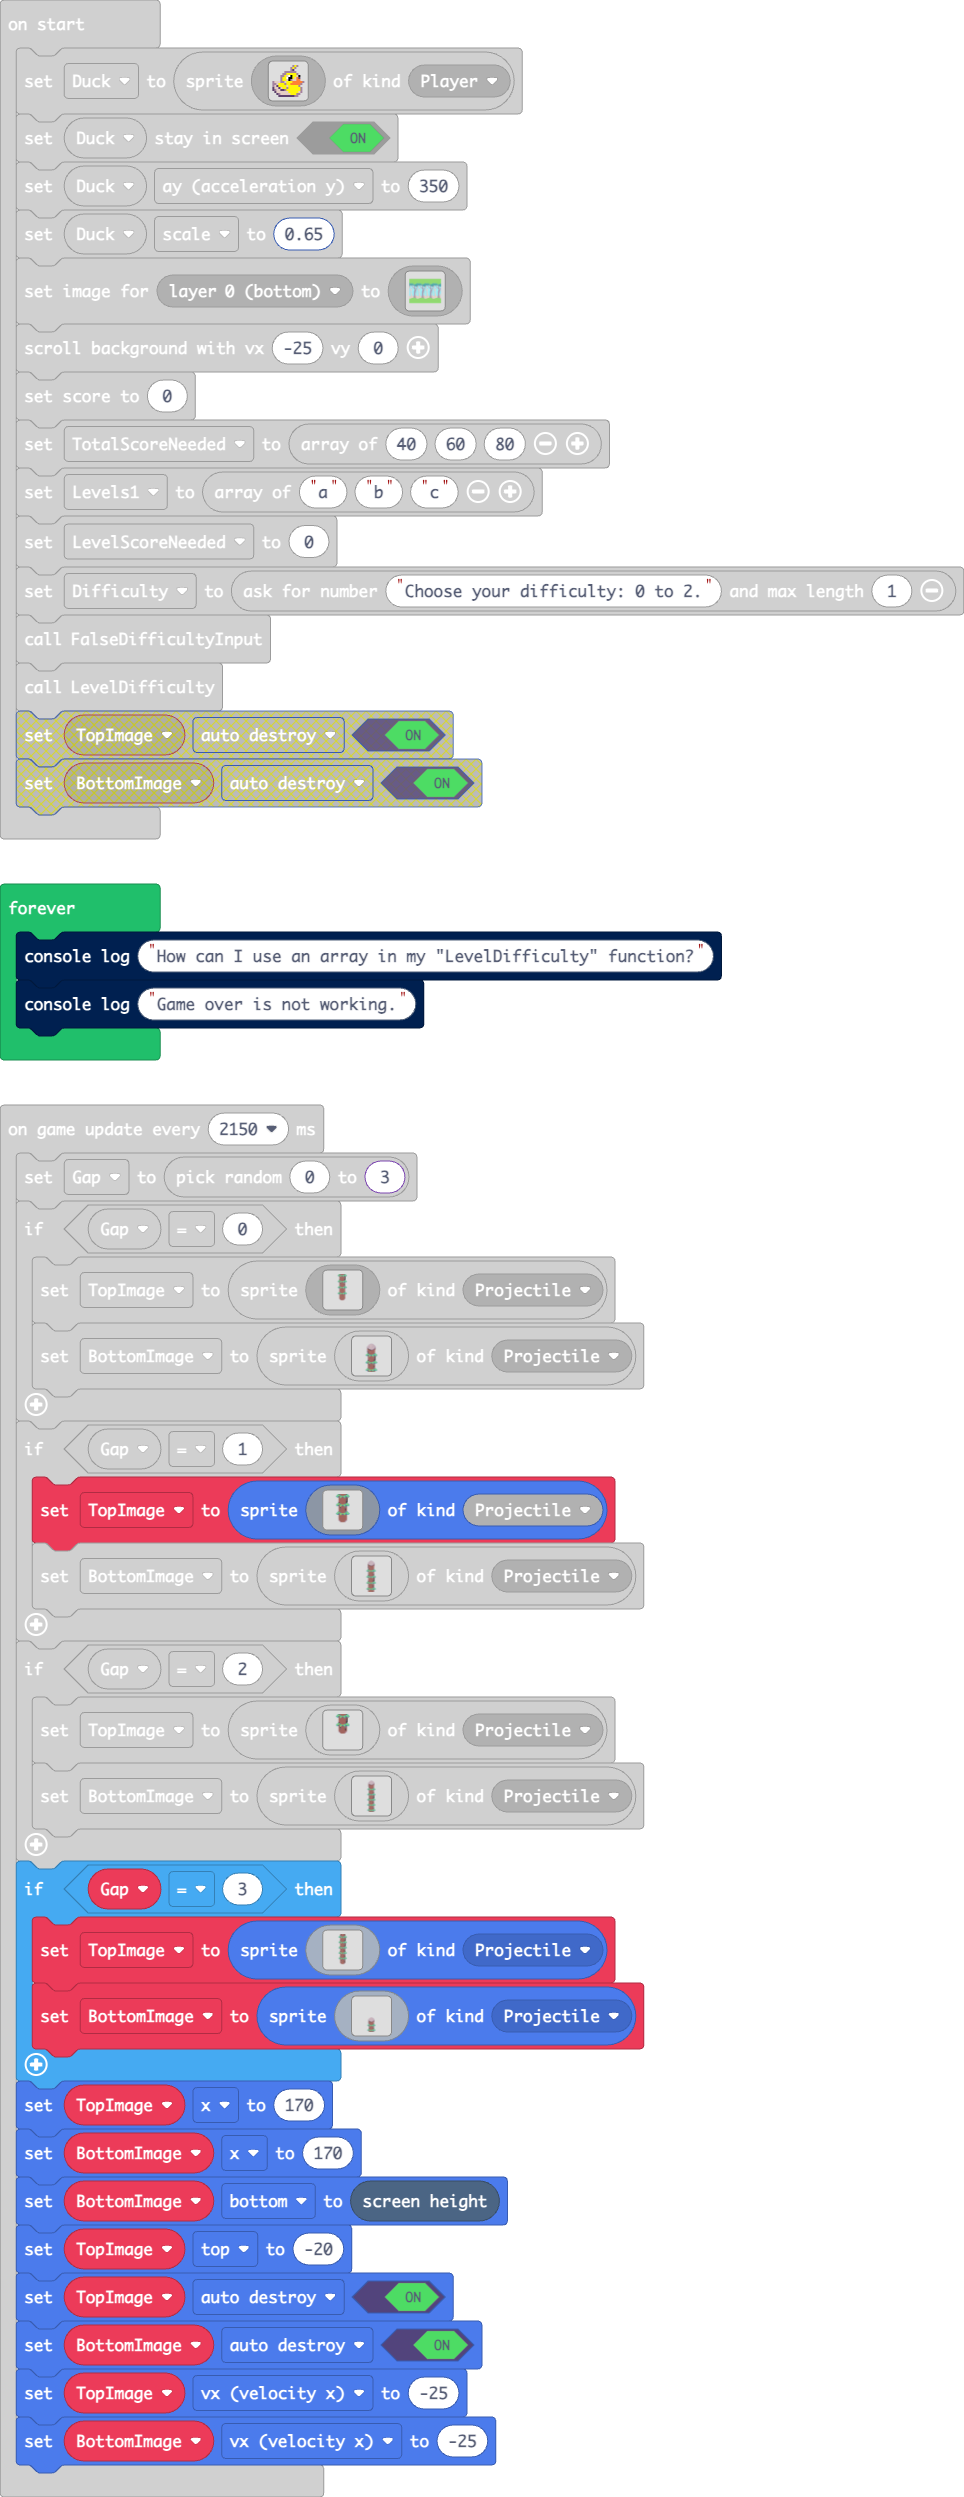 on start
set Duck to sprite of kind Player
set Duck stay in screen ON
set Duck ay (acceleration y) to 350
set Duck scale to 0.65
set image for layer 0 (bottom) to
scroll background with vx -25 vy 0
set score to 0
set TotalScoreNeeded to array of 40 60 80
set Levels1 to array of "a" "b" "c"
set LevelScoreNeeded to 0
set Difficulty to ask for number "Choose your difficulty: 0 to 2." and max length 1
call FalseDifficultyInput
call LevelDifficulty
set TopImage auto destroy ON
set BottomImage auto destroy ON
forever
console log "How can I use an array in my "LevelDifficulty" function?"
console log "Game over is not working."
on game update every 2150 ms
set Gap to pick random 0 to 3
if Gap = 0 then
set TopImage to sprite of kind Projectile
set BottomImage to sprite of kind Projectile
if Gap = 1 then
set TopImage to sprite of kind Projectile
set BottomImage to sprite of kind Projectile
if Gap = 2 then
set TopImage to sprite of kind Projectile
set BottomImage to sprite of kind Projectile
if Gap = 3 then
set TopImage to sprite of kind Projectile
set BottomImage to sprite of kind Projectile
set TopImage x to 170
set BottomImage x to 170
set BottomImage bottom to screen height
set TopImage top to -20
set TopImage auto destroy ON
set BottomImage auto destroy ON
set TopImage vx (velocity x) to -25
set BottomImage vx (velocity x) to -25